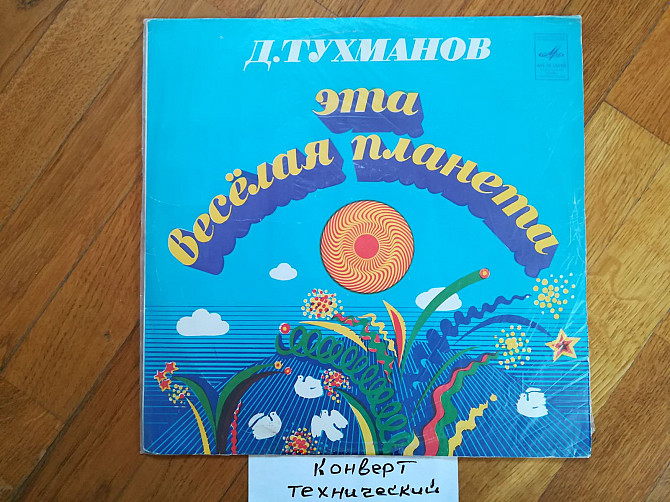 Д.ТУХМАНОВ
эта
весёлая планета
Конверт
технический